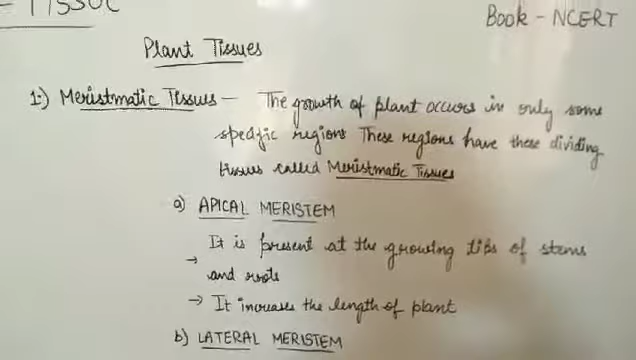 - TISSUE
Book - NCERT
Plant Tissues
1:) Meristmatic Tissues - The growth of plant occurs in only some
specific regions These regions have these dividing
tissues called Meristmatic Tissues
a) APICAL MERISTEM
It is present at the growing tips of stems
→ and roots
→ It increases the length of plant
b) LATERAL MERISTEM